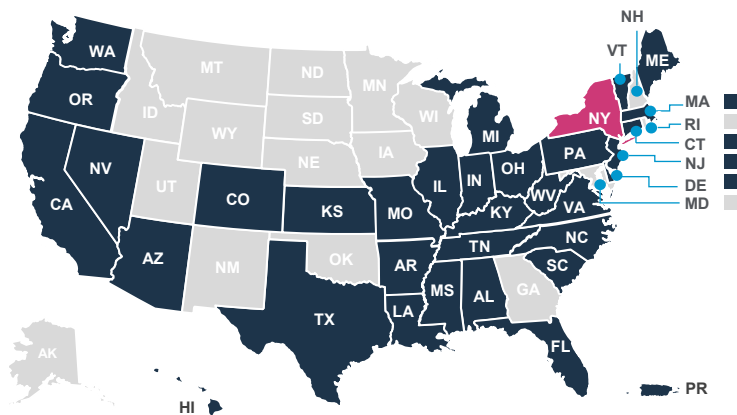 NH
VT
WA
ME
MT
ND
MN
OR
MA
ID
SD
WI
NY
RI
WY
MI
CT
IA
PA
NJ
NE
NV
OH
IL
IN
DE
UT
CO
WV
CA
KS
MO
KY
VA
MD
NC
TN
AZ
OK
AR
SC
NM
MS
AL
GA
LA
TX
FL
AK
PR
HI